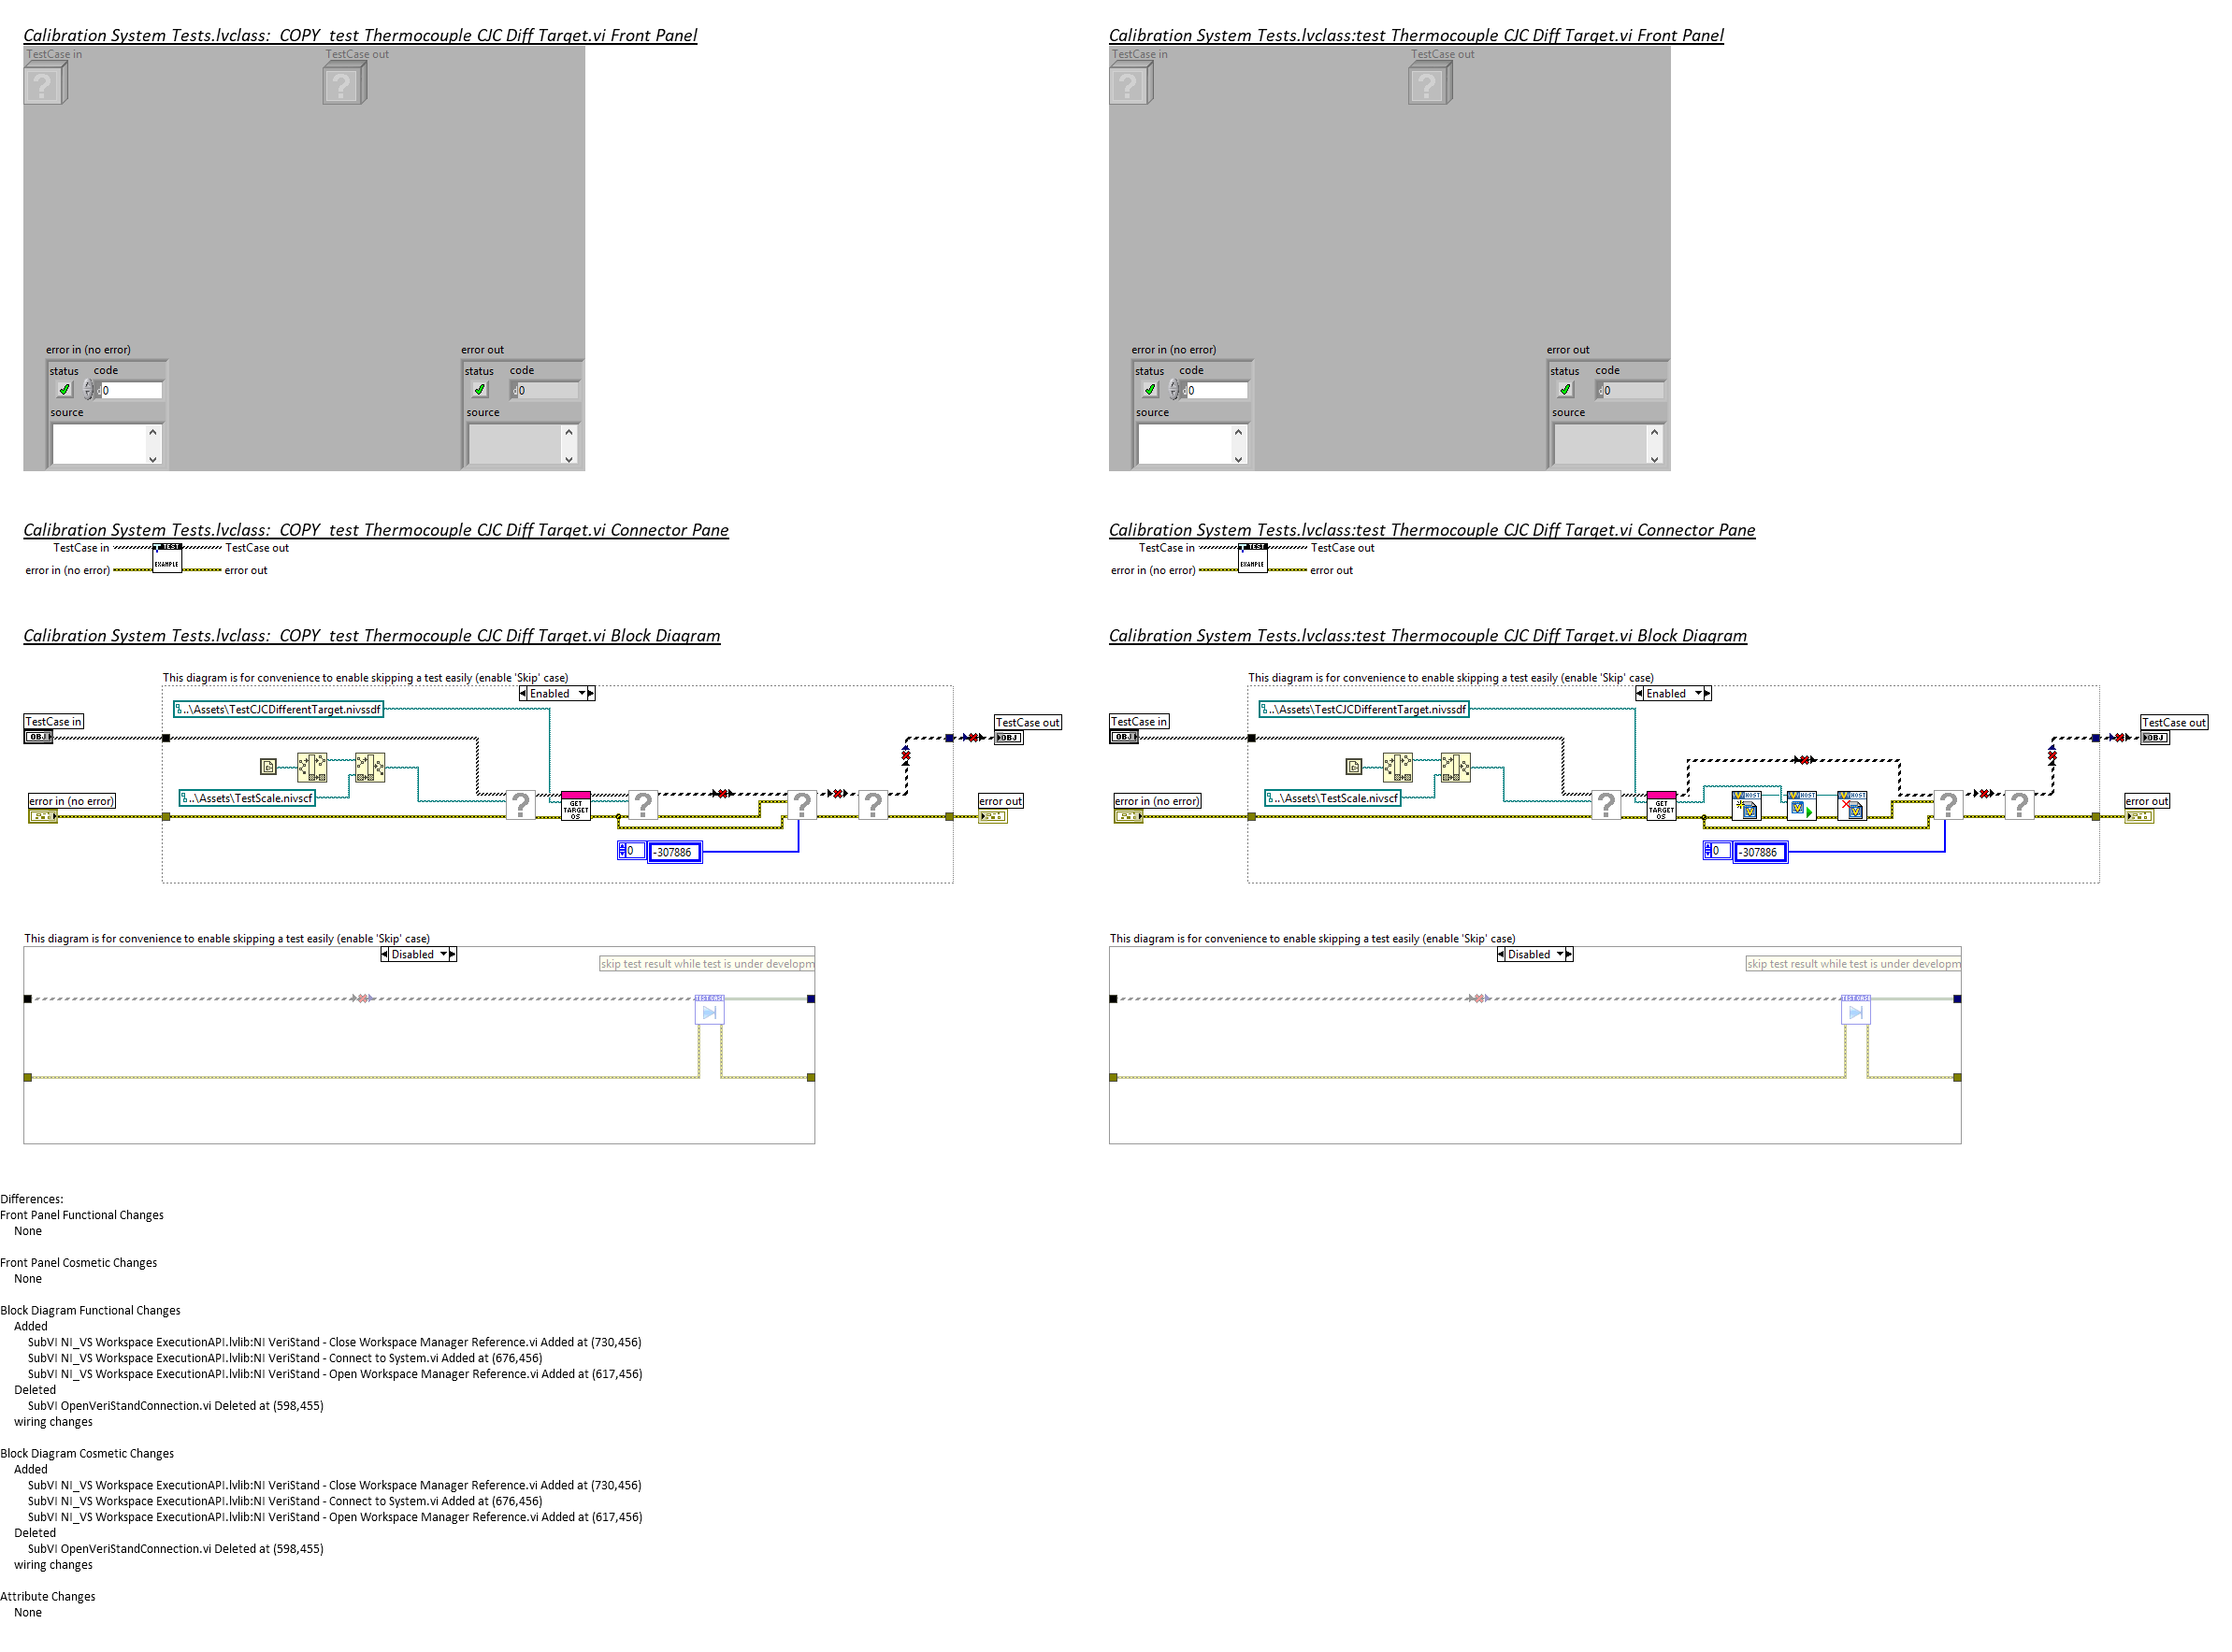 Calibration System Tests.lvclass:  COPY  test Thermocouple CJC Diff Target.vi Front Panel
TestCase in
TestCase out
error in (no error)
status
code
0
source
error out
status
code
0
source
Calibration System Tests.lvclass:test Thermocouple CJC Diff Target.vi Front Panel
TestCase in
TestCase out
error in (no error)
status
code
0
source
error out
status
code
0
source
Calibration System Tests.lvclass:  COPY  test Thermocouple CJC Diff Target.vi Connector Pane
TestCase in
TEST
TestCase out
error in (no error)
EXAMPLE
error out
Calibration System Tests.lvclass:test Thermocouple CJC Diff Target.vi Connector Pane
TestCase in
TEST
TestCase out
error in (no error)
EXAMPLE
error out
Calibration System Tests.lvclass:  COPY  test Thermocouple CJC Diff Target.vi Block Diagram
This diagram is for convenience to enable skipping a test easily (enable 'Skip' case)
Enabled
..\Assets\TestCJCDifferentTarget.nivssdf
TestCase in
OBJ
TestCase out
OBJ
..\Assets\TestScale.nivscf
error in (no error)
?
GET
TARGET
OS
?
?
?
error out
0
-307886
This diagram is for convenience to enable skipping a test easily (enable 'Skip' case)
Disabled
skip test result while test is under developm
Calibration System Tests.lvclass:test Thermocouple CJC Diff Target.vi Block Diagram
This diagram is for convenience to enable skipping a test easily (enable 'Skip' case)
Enabled
..\Assets\TestCJCDifferentTarget.nivssdf
TestCase in
OBJ
TestCase out
OBJ
..\Assets\TestScale.nivscf
error in (no error)
?
GET
TARGET
OS
HOST
HOST
HOST
?
?
error out
0
-307886
This diagram is for convenience to enable skipping a test easily (enable 'Skip' case)
Disabled
skip test result while test is under developm
Differences:
Front Panel Functional Changes
None
Front Panel Cosmetic Changes
None
Block Diagram Functional Changes
Added
SubVI NI_VS Workspace ExecutionAPI.lvlib:NI VeriStand - Close Workspace Manager Reference.vi Added at (730,456)
SubVI NI_VS Workspace ExecutionAPI.lvlib:NI VeriStand - Connect to System.vi Added at (676,456)
SubVI NI_VS Workspace ExecutionAPI.lvlib:NI VeriStand - Open Workspace Manager Reference.vi Added at (617,456)
Deleted
SubVI OpenVeriStandConnection.vi Deleted at (598,455)
wiring changes
Block Diagram Cosmetic Changes
Added
SubVI NI_VS Workspace ExecutionAPI.lvlib:NI VeriStand - Close Workspace Manager Reference.vi Added at (730,456)
SubVI NI_VS Workspace ExecutionAPI.lvlib:NI VeriStand - Connect to System.vi Added at (676,456)
SubVI NI_VS Workspace ExecutionAPI.lvlib:NI VeriStand - Open Workspace Manager Reference.vi Added at (617,456)
Deleted
SubVI OpenVeriStandConnection.vi Deleted at (598,455)
wiring changes
Attribute Changes
None